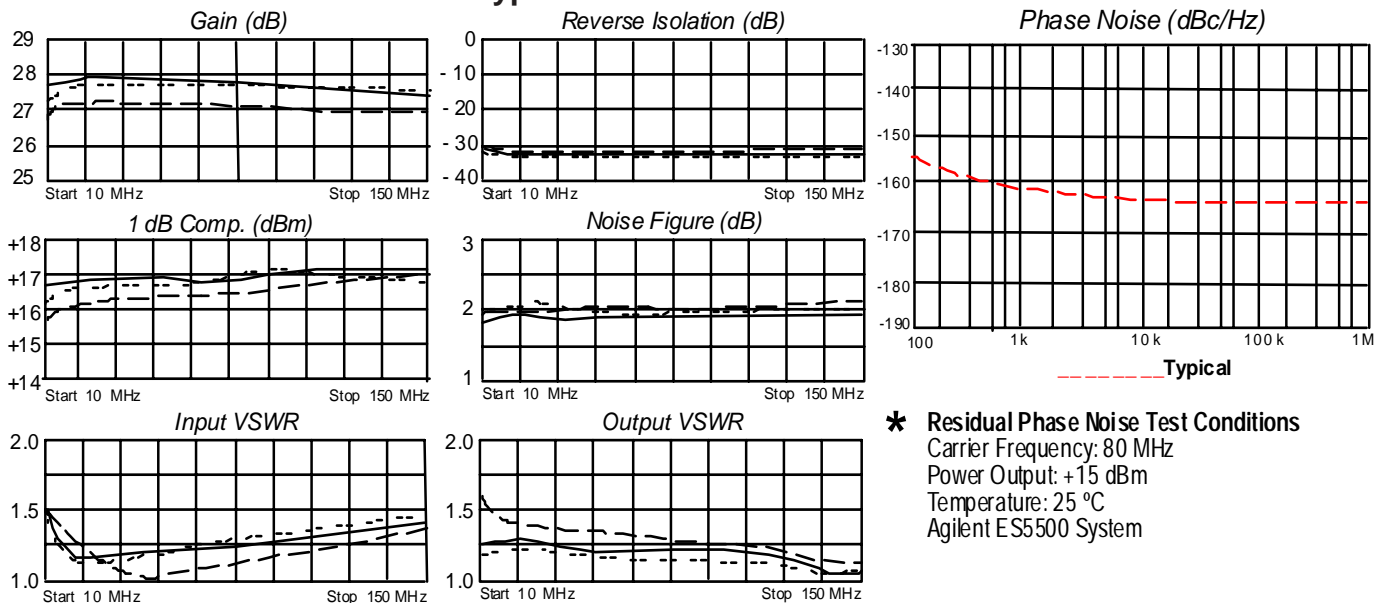 Gain (dB)
29
28
27
26
25
Start 10 MHz
Reverse Isolation (dB)
0
- 10
- 20
- 30
- 40
Start 10 MHz
Stop 150 MHz
Phase Noise (dBc/Hz)
-130
-140
-150
-160
-170
-180
-190
100
1k
10 k
100 k
1M
Typical
1 dB Comp. (dBm)
+18
+17
+16
+15
+14
Start 10 MHz
Stop 150 MHz
Noise Figure (dB)
3
2
1
Start 10 MHz
Stop 150 MHz
Input VSWR
2.0
1.5
1.0
Start 10 MHz
Stop 150 MHz
Output VSWR
2.0
1.5
1.0
Start 10 MHz
Stop 150 MHz
* Residual Phase Noise Test Conditions
Carrier Frequency: 80 MHz
Power Output: +15 dBm
Temperature: 25 ºC
Agilent ES5500 System